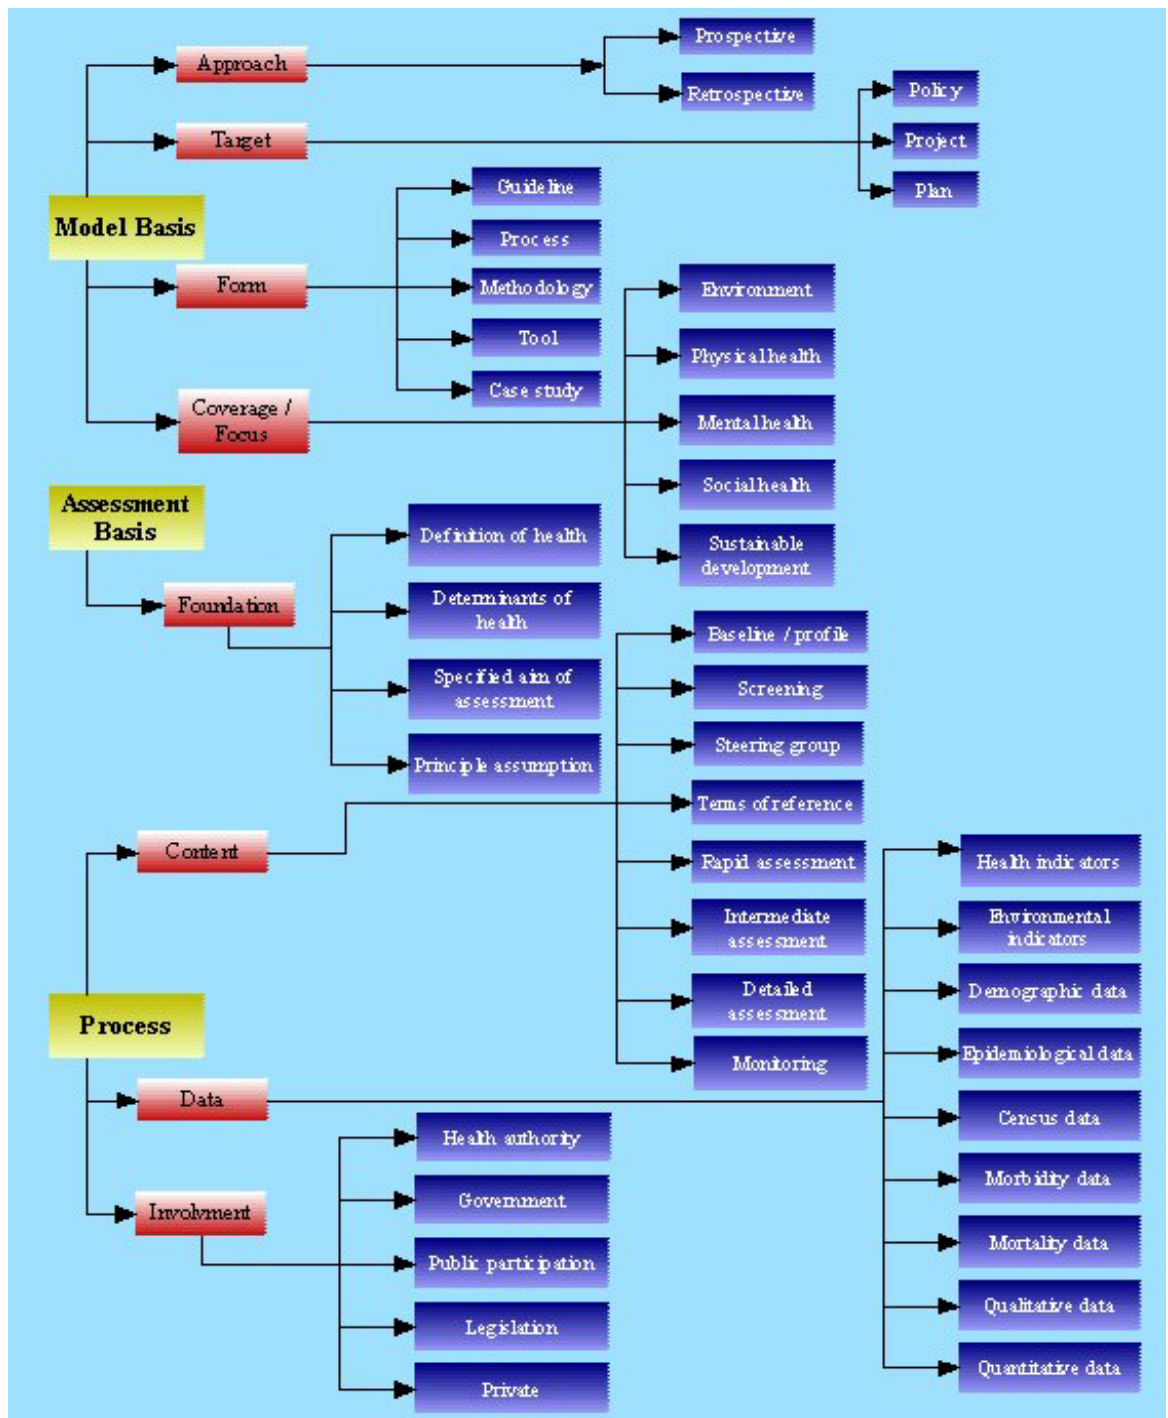 Approach
Prospective
Retrospective
Target
Policy
Project
Plan
Model Basis
Form
Guideline
Process
Methodology
Tool
Case study
Coverage /
Focus
Environment
Physical health
Mental health
Social health
Sustainable
development
Assessment
Basis
Foundation
Definition of health
Determinants of
health
Specified aim of
assessment
Principle assumption
Content
Baseline / profile
Screening
Steering group
Terms of reference
Rapid assessment
Intermediate
assessment
Detailed
assessment
Monitoring
Process
Data
Health indicators
Environmental
indicators
Demographic data
Epidemiological data
Census data
Morbidity data
Mortality data
Qualitative data
Quantitative data
Involvment
Health authority
Government
Public participation
Legislation
Private